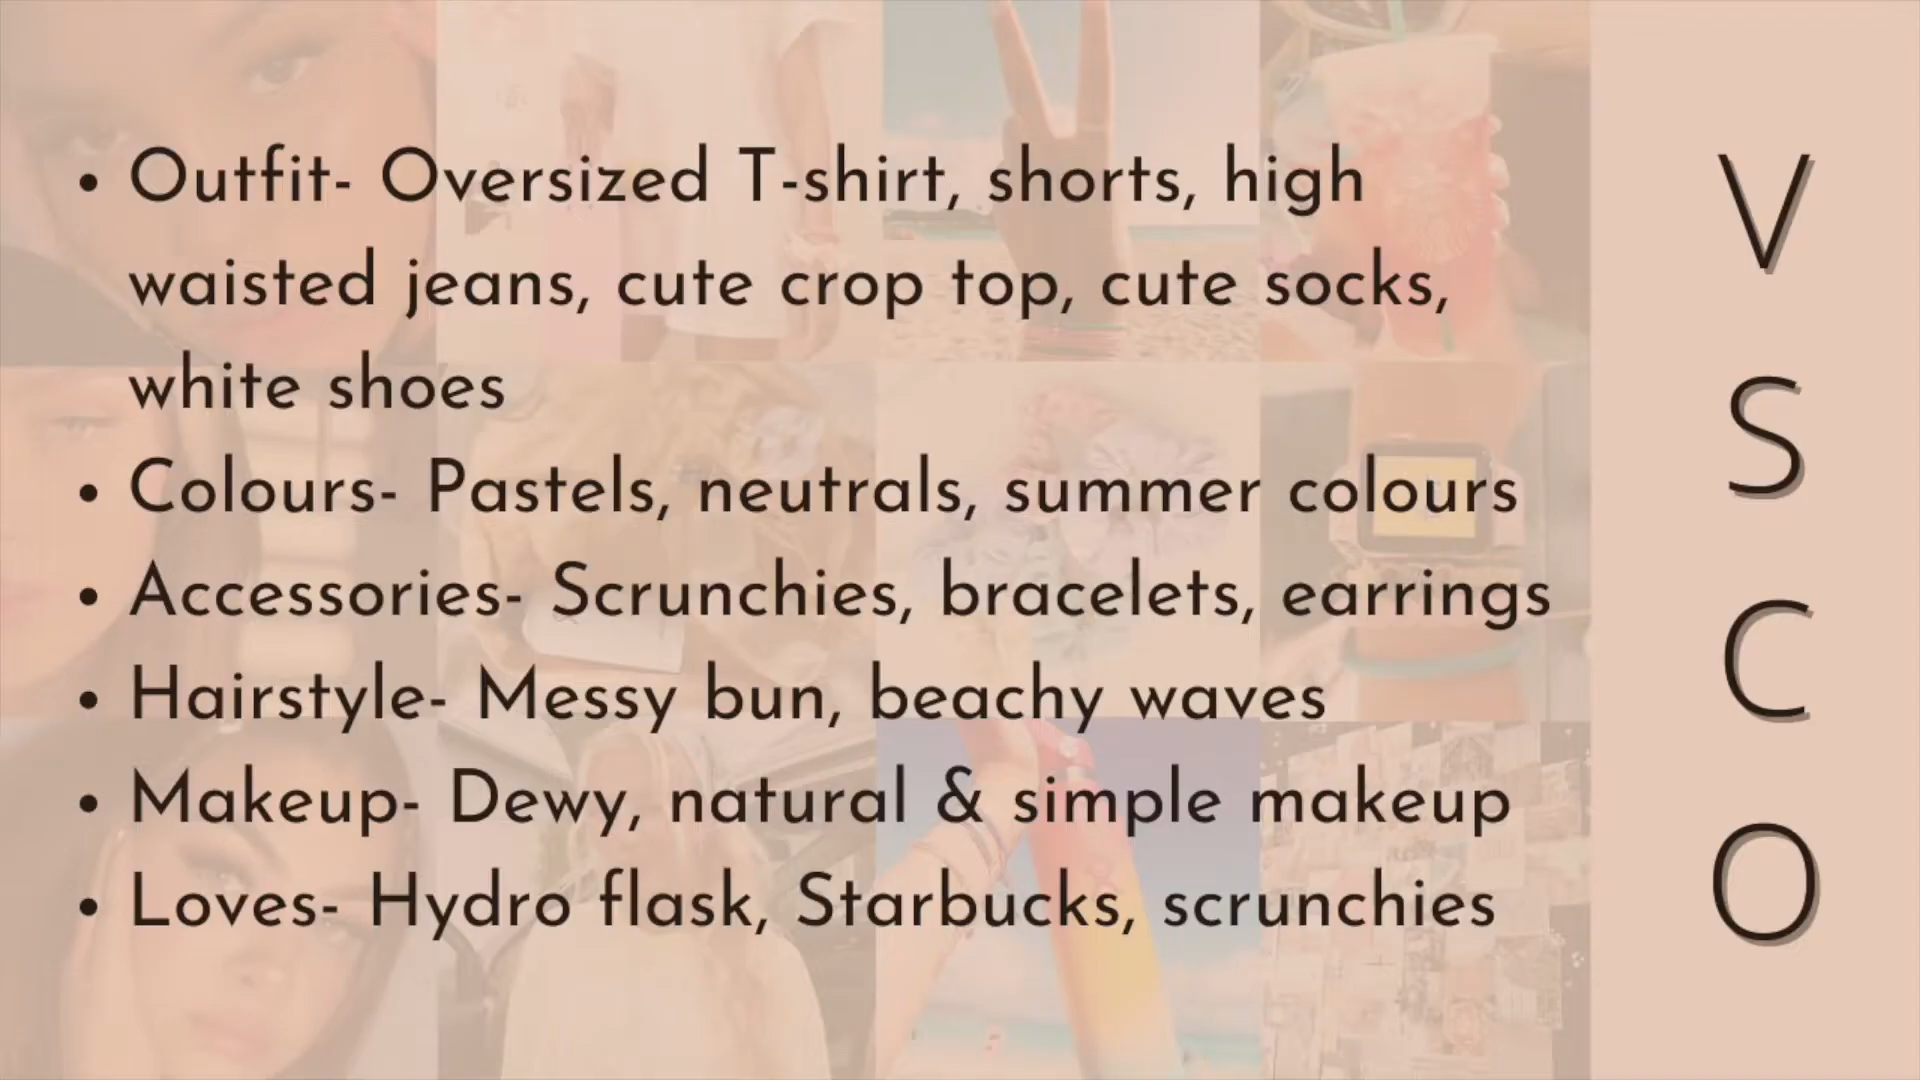 • Outfit- Oversized T-shirt, shorts, high
waisted jeans, cute crop top, cute socks,
white shoes
• Colours- Pastels, neutrals, summer colours
• Accessories- Scrunchies, bracelets, earrings
• Hairstyle- Messy bun, beachy waves
• Makeup- Dewy, natural & simple makeup
• Loves- Hydro flask, Starbucks, scrunchies
V
S
C
O